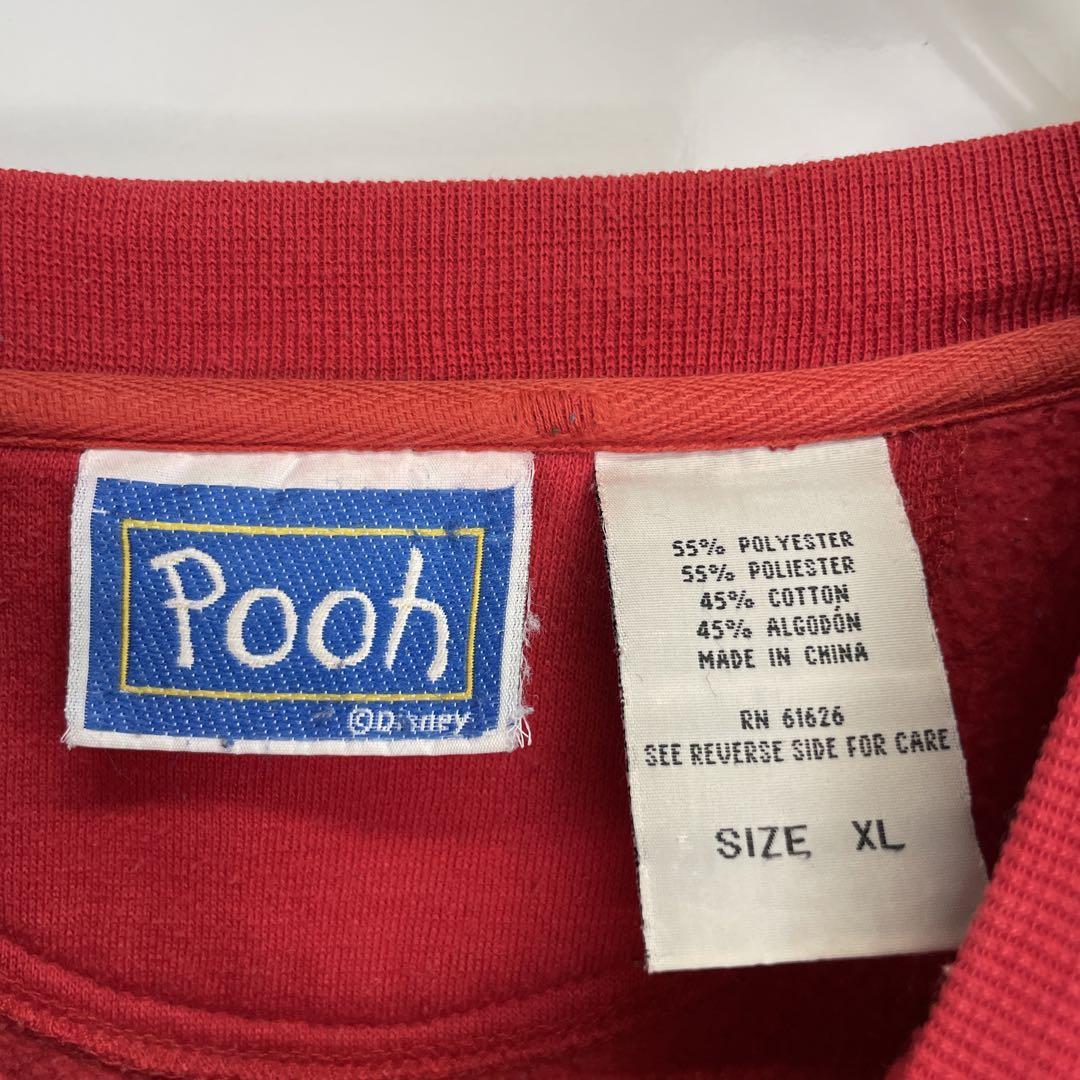 Pooh
©Disney
55% POLYESTER
55% POLIESTER
45% COTTON
45% ALGODÓN
MADE IN CHINA
RN 61626
SEE REVERSE SIDE FOR CARE
SIZE XL